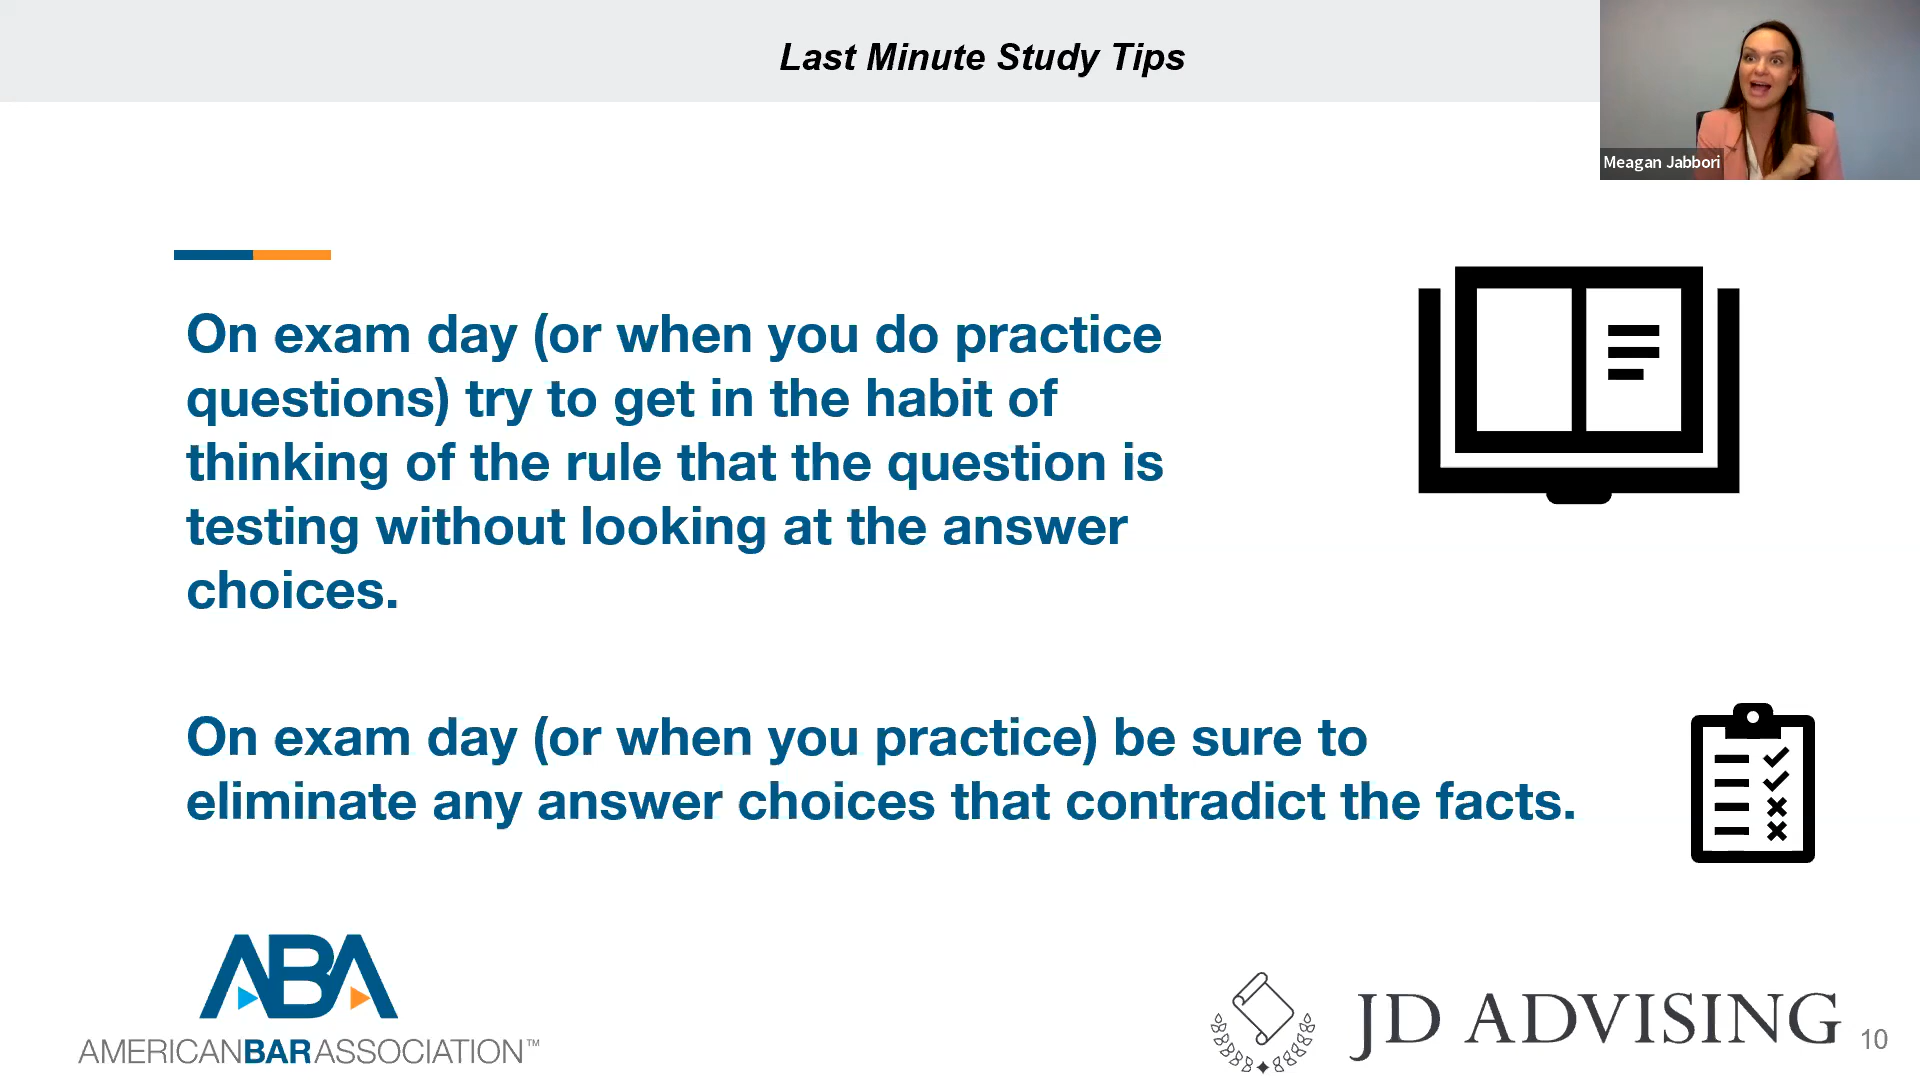 Last Minute Study Tips
Meagan Jabbori
On exam day (or when you do practice
questions) try to get in the habit of
thinking of the rule that the question is
testing without looking at the answer
choices.
On exam day (or when you practice) be sure to
eliminate any answer choices that contradict the facts.
ABA
AMERICANBARASSOCIATION™
JD ADVISING
10